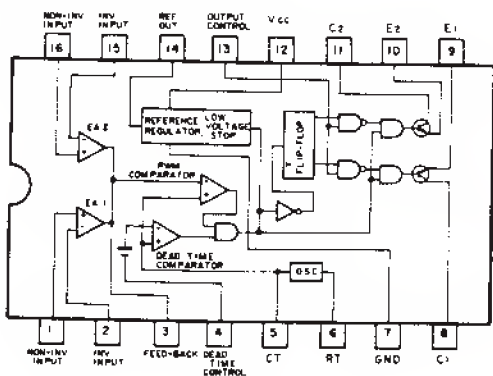 NON-INV INPUT
INV INPUT
REF OUT
OUTPUT CONTROL
Vcc
C2
E2
E1
16
15
14
13
12
11
10
9
REFERENCE REGULATOR
LOW VOLTAGE STOP
T FLIP-FLOP
EA 2
PWM COMPARATOR
EA 1
DEAD TIME COMPARATOR
OSC
1
2
3
4
5
6
7
8
NON-INV INPUT
INV INPUT
FEED-BACK
DEAD TIME CONTROL
CT
RT
GND
C1